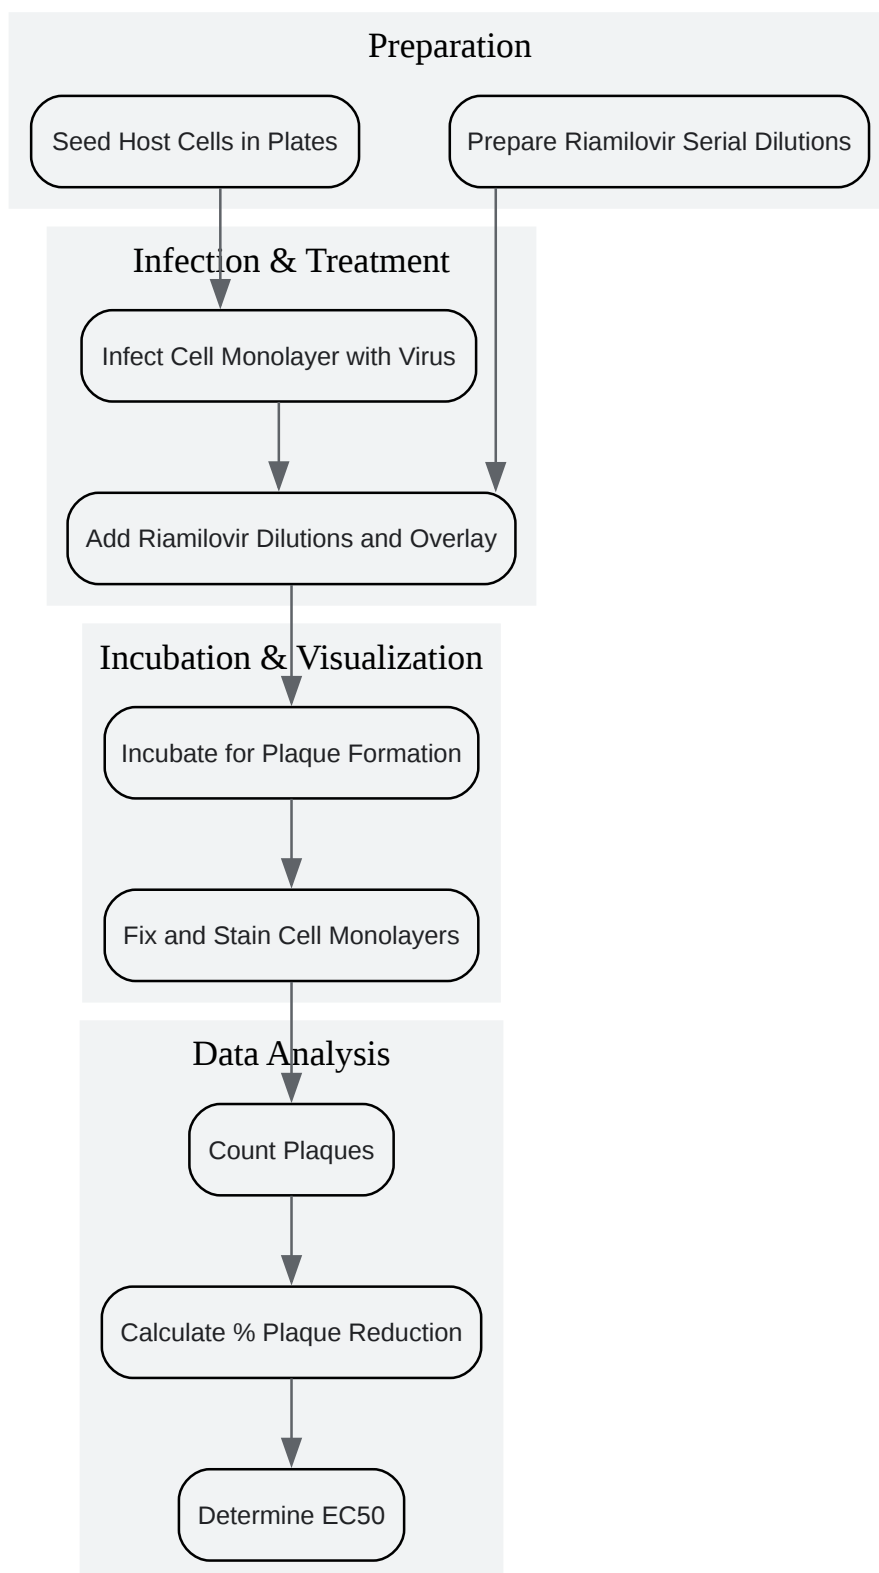 Preparation
Seed Host Cells in Plates
Prepare Riamilovir Serial Dilutions
Infection & Treatment
Infect Cell Monolayer with Virus
Add Riamilovir Dilutions and Overlay
Incubation & Visualization
Incubate for Plaque Formation
Fix and Stain Cell Monolayers
Data Analysis
Count Plaques
Calculate % Plaque Reduction
Determine EC50